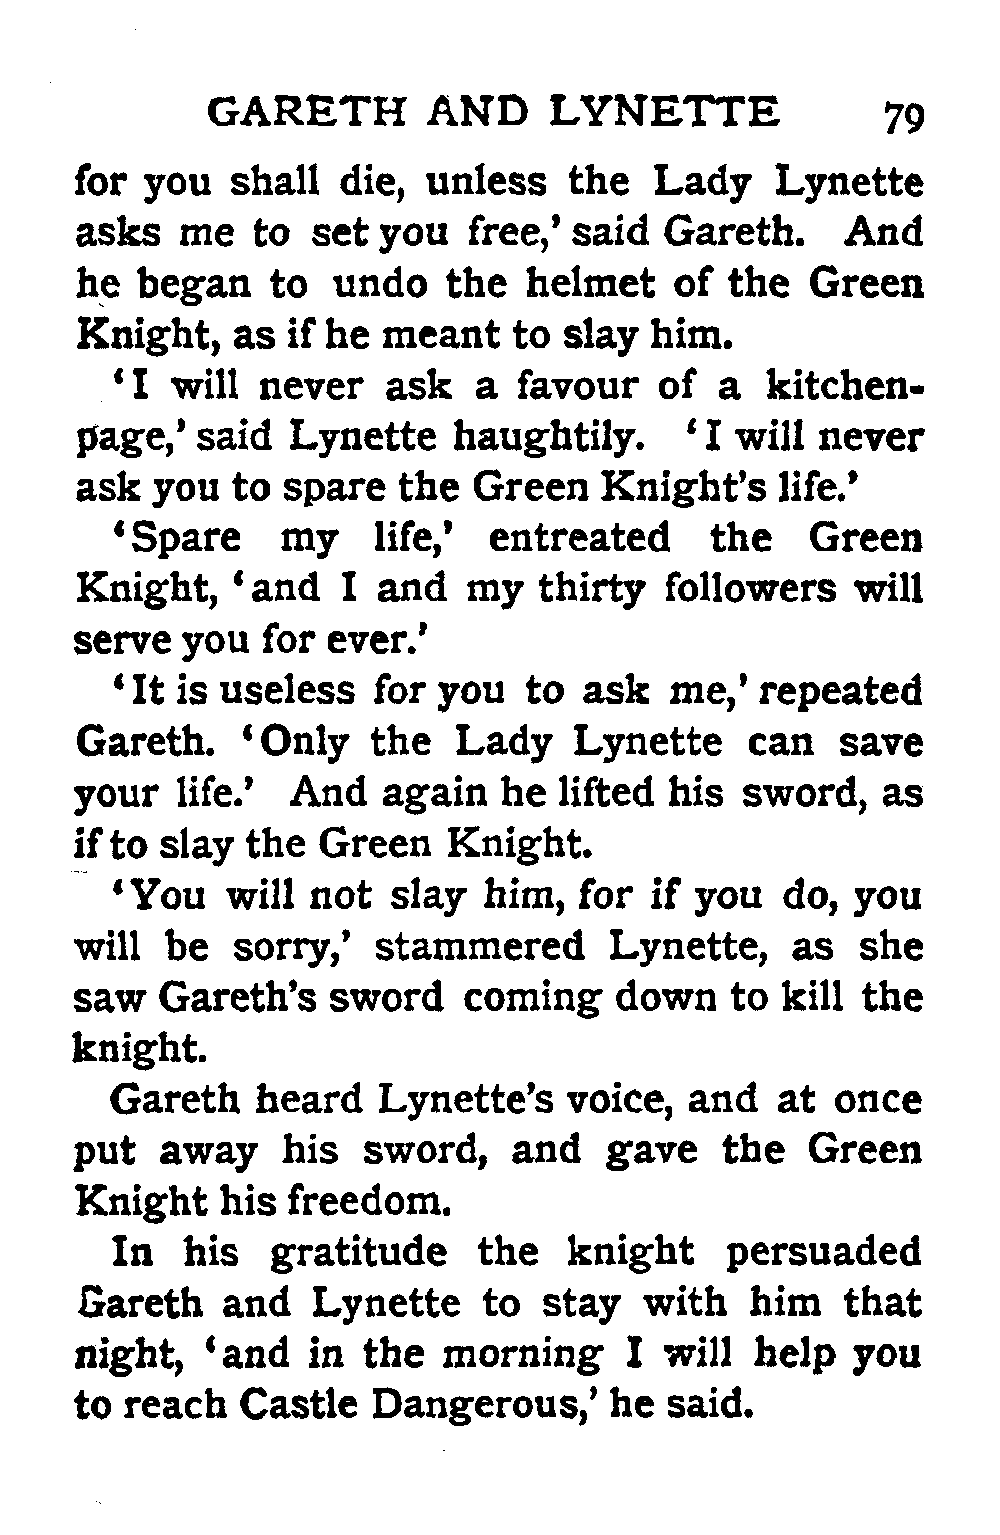 GARETH AND LYNETTE 79
for you shall die, unless the Lady Lynette
asks me to set you free,' said Gareth. And
he began to undo the helmet of the Green
Knight, as if he meant to slay him.
'I will never ask a favour of a kitchen-
page,' said Lynette haughtily. 'I will never
ask you to spare the Green Knight's life.'
'Spare my life,' entreated the Green
Knight, 'and I and my thirty followers will
serve you for ever.'
'It is useless for you to ask me,' repeated
Gareth. 'Only the Lady Lynette can save
your life.' And again he lifted his sword, as
if to slay the Green Knight.
'You will not slay him, for if you do, you
will be sorry,' stammered Lynette, as she
saw Gareth's sword coming down to kill the
knight.
Gareth heard Lynette's voice, and at once
put away his sword, and gave the Green
Knight his freedom.
In his gratitude the knight persuaded
Gareth and Lynette to stay with him that
night, 'and in the morning I will help you
to reach Castle Dangerous,' he said.